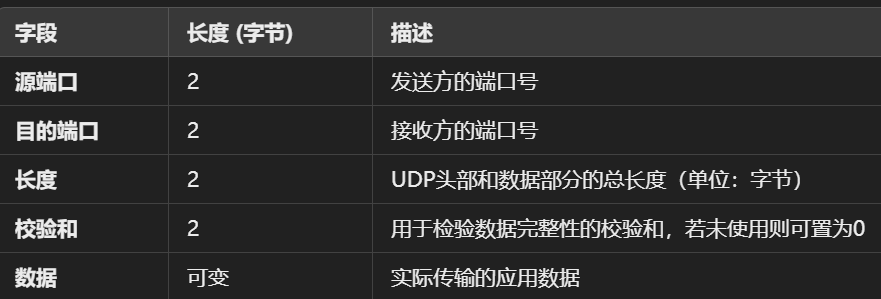 字段 长度 (字节) 描述
源端口 2 发送方的端口号
目的端口 2 接收方的端口号
长度 2 UDP头部和数据部分的总长度（单位：字节）
校验和 2 用于检验数据完整性的校验和，若未使用则可置为0
数据 可变 实际传输的应用数据